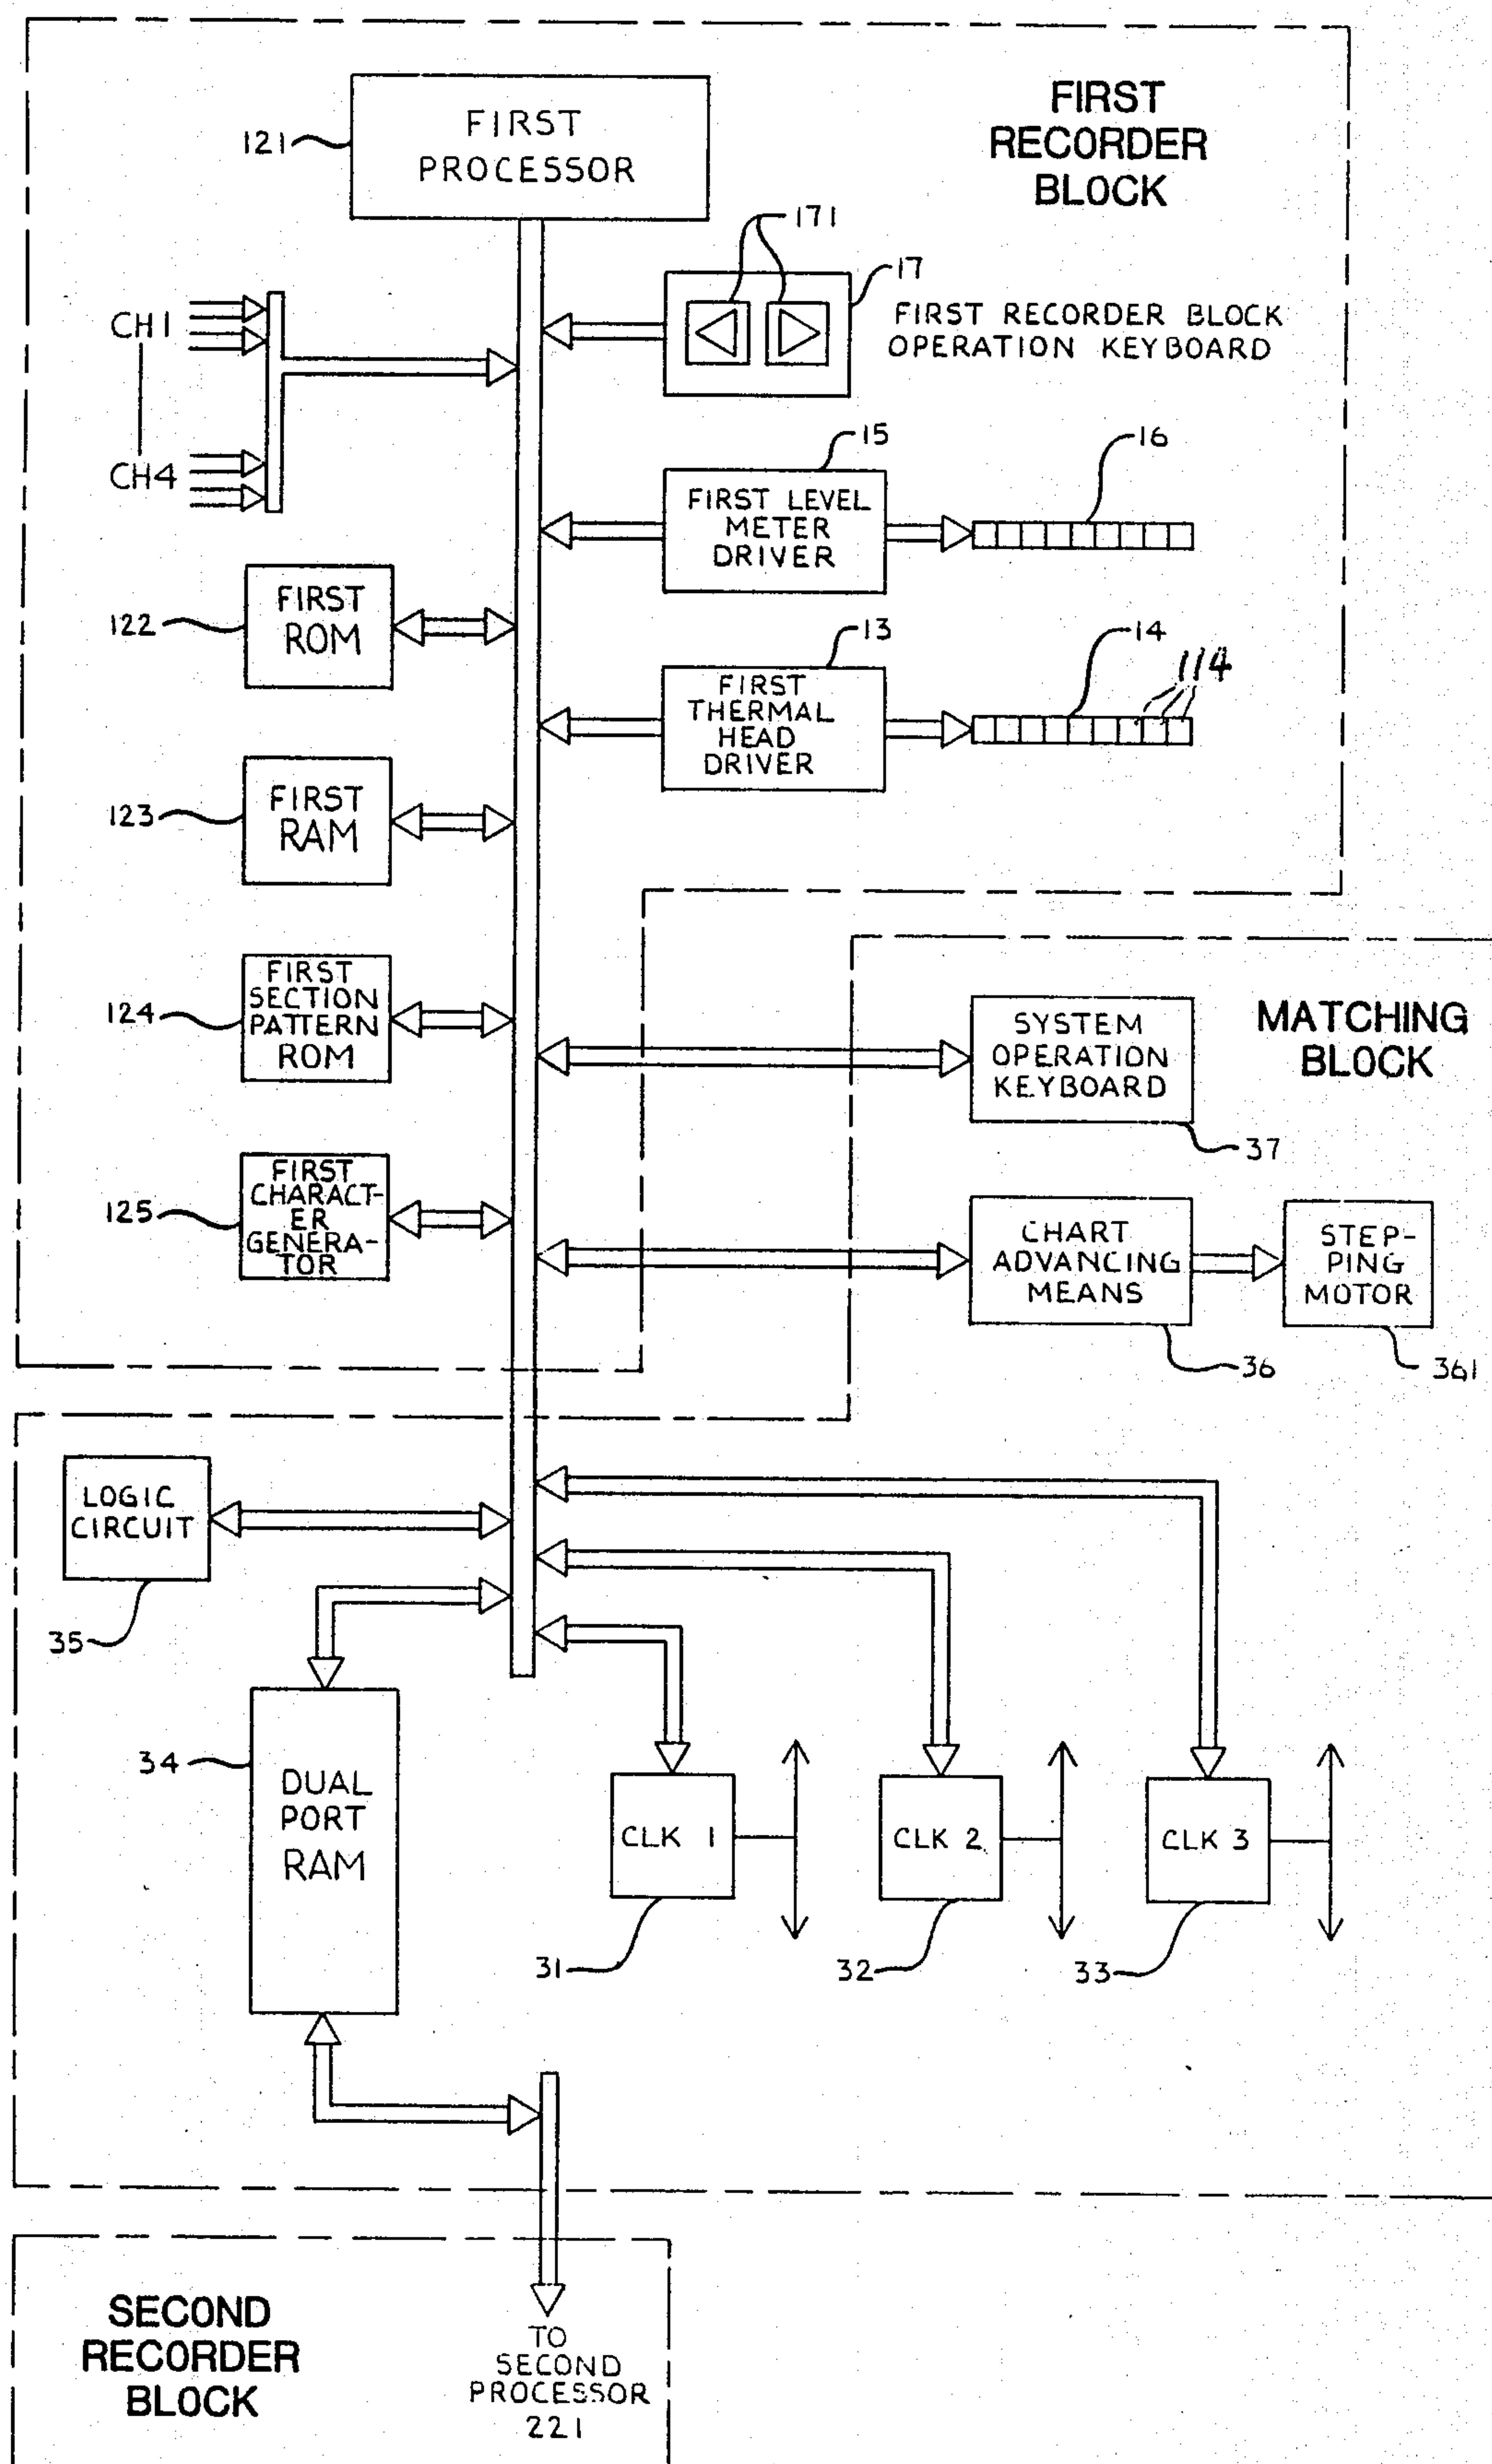 FIRST
RECORDER
BLOCK
121
FIRST
PROCESSOR
171
17
FIRST RECORDER BLOCK
OPERATION KEYBOARD
CH1
CH4
15
FIRST LEVEL
METER
DRIVER
16
122
FIRST
ROM
13
FIRST
THERMAL
HEAD
DRIVER
14
114
123
FIRST
RAM
124
FIRST
SECTION
PATTERN
ROM
MATCHING
BLOCK
SYSTEM
OPERATION
KEYBOARD
37
125
FIRST
CHARACT-
ER
GENERA-
TOR
CHART
ADVANCING
MEANS
36
STEP-
PING
MOTOR
361
LOGIC
CIRCUIT
35
34
DUAL
PORT
RAM
CLK 1
31
CLK 2
32
CLK 3
33
SECOND
RECORDER
BLOCK
TO
SECOND
PROCESSOR
221